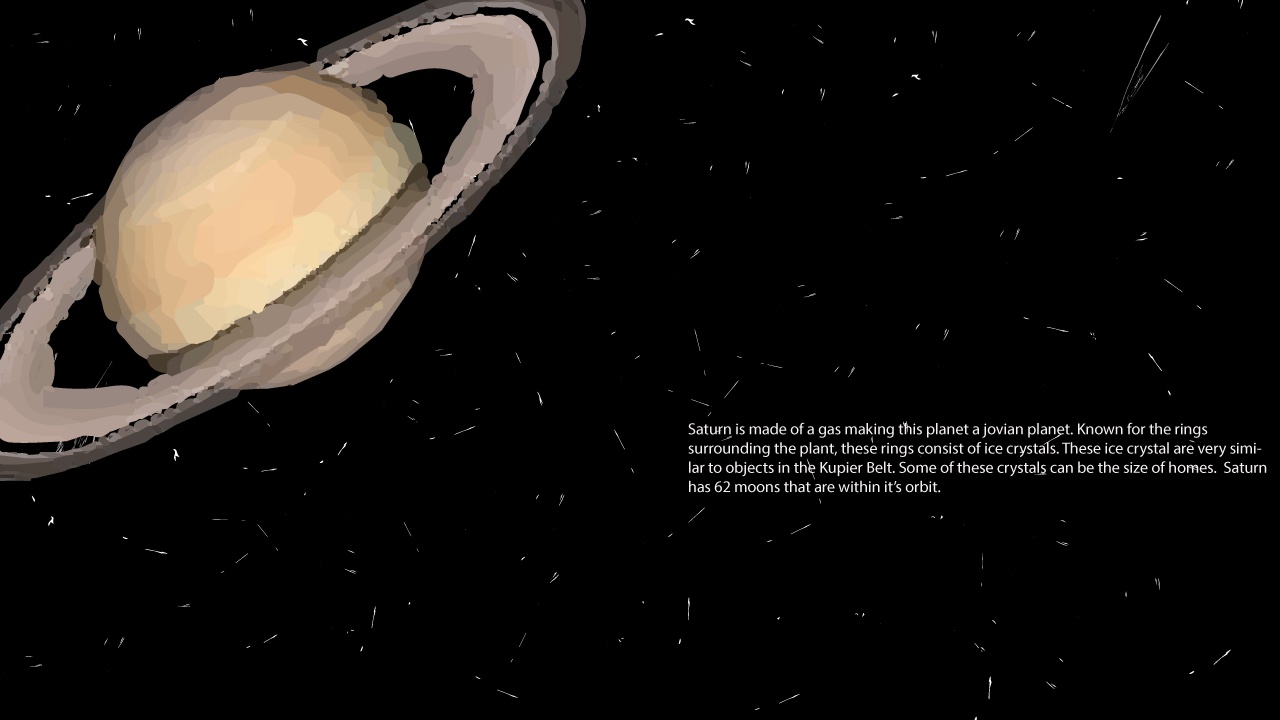 Saturn is made of a gas making this planet a jovian planet. Known for the rings
surrounding the plant, these rings consist of ice crystals. These ice crystal are very simi-
lar to objects in the Kupier Belt. Some of these crystals can be the size of homes.  Saturn
has 62 moons that are within it's orbit.